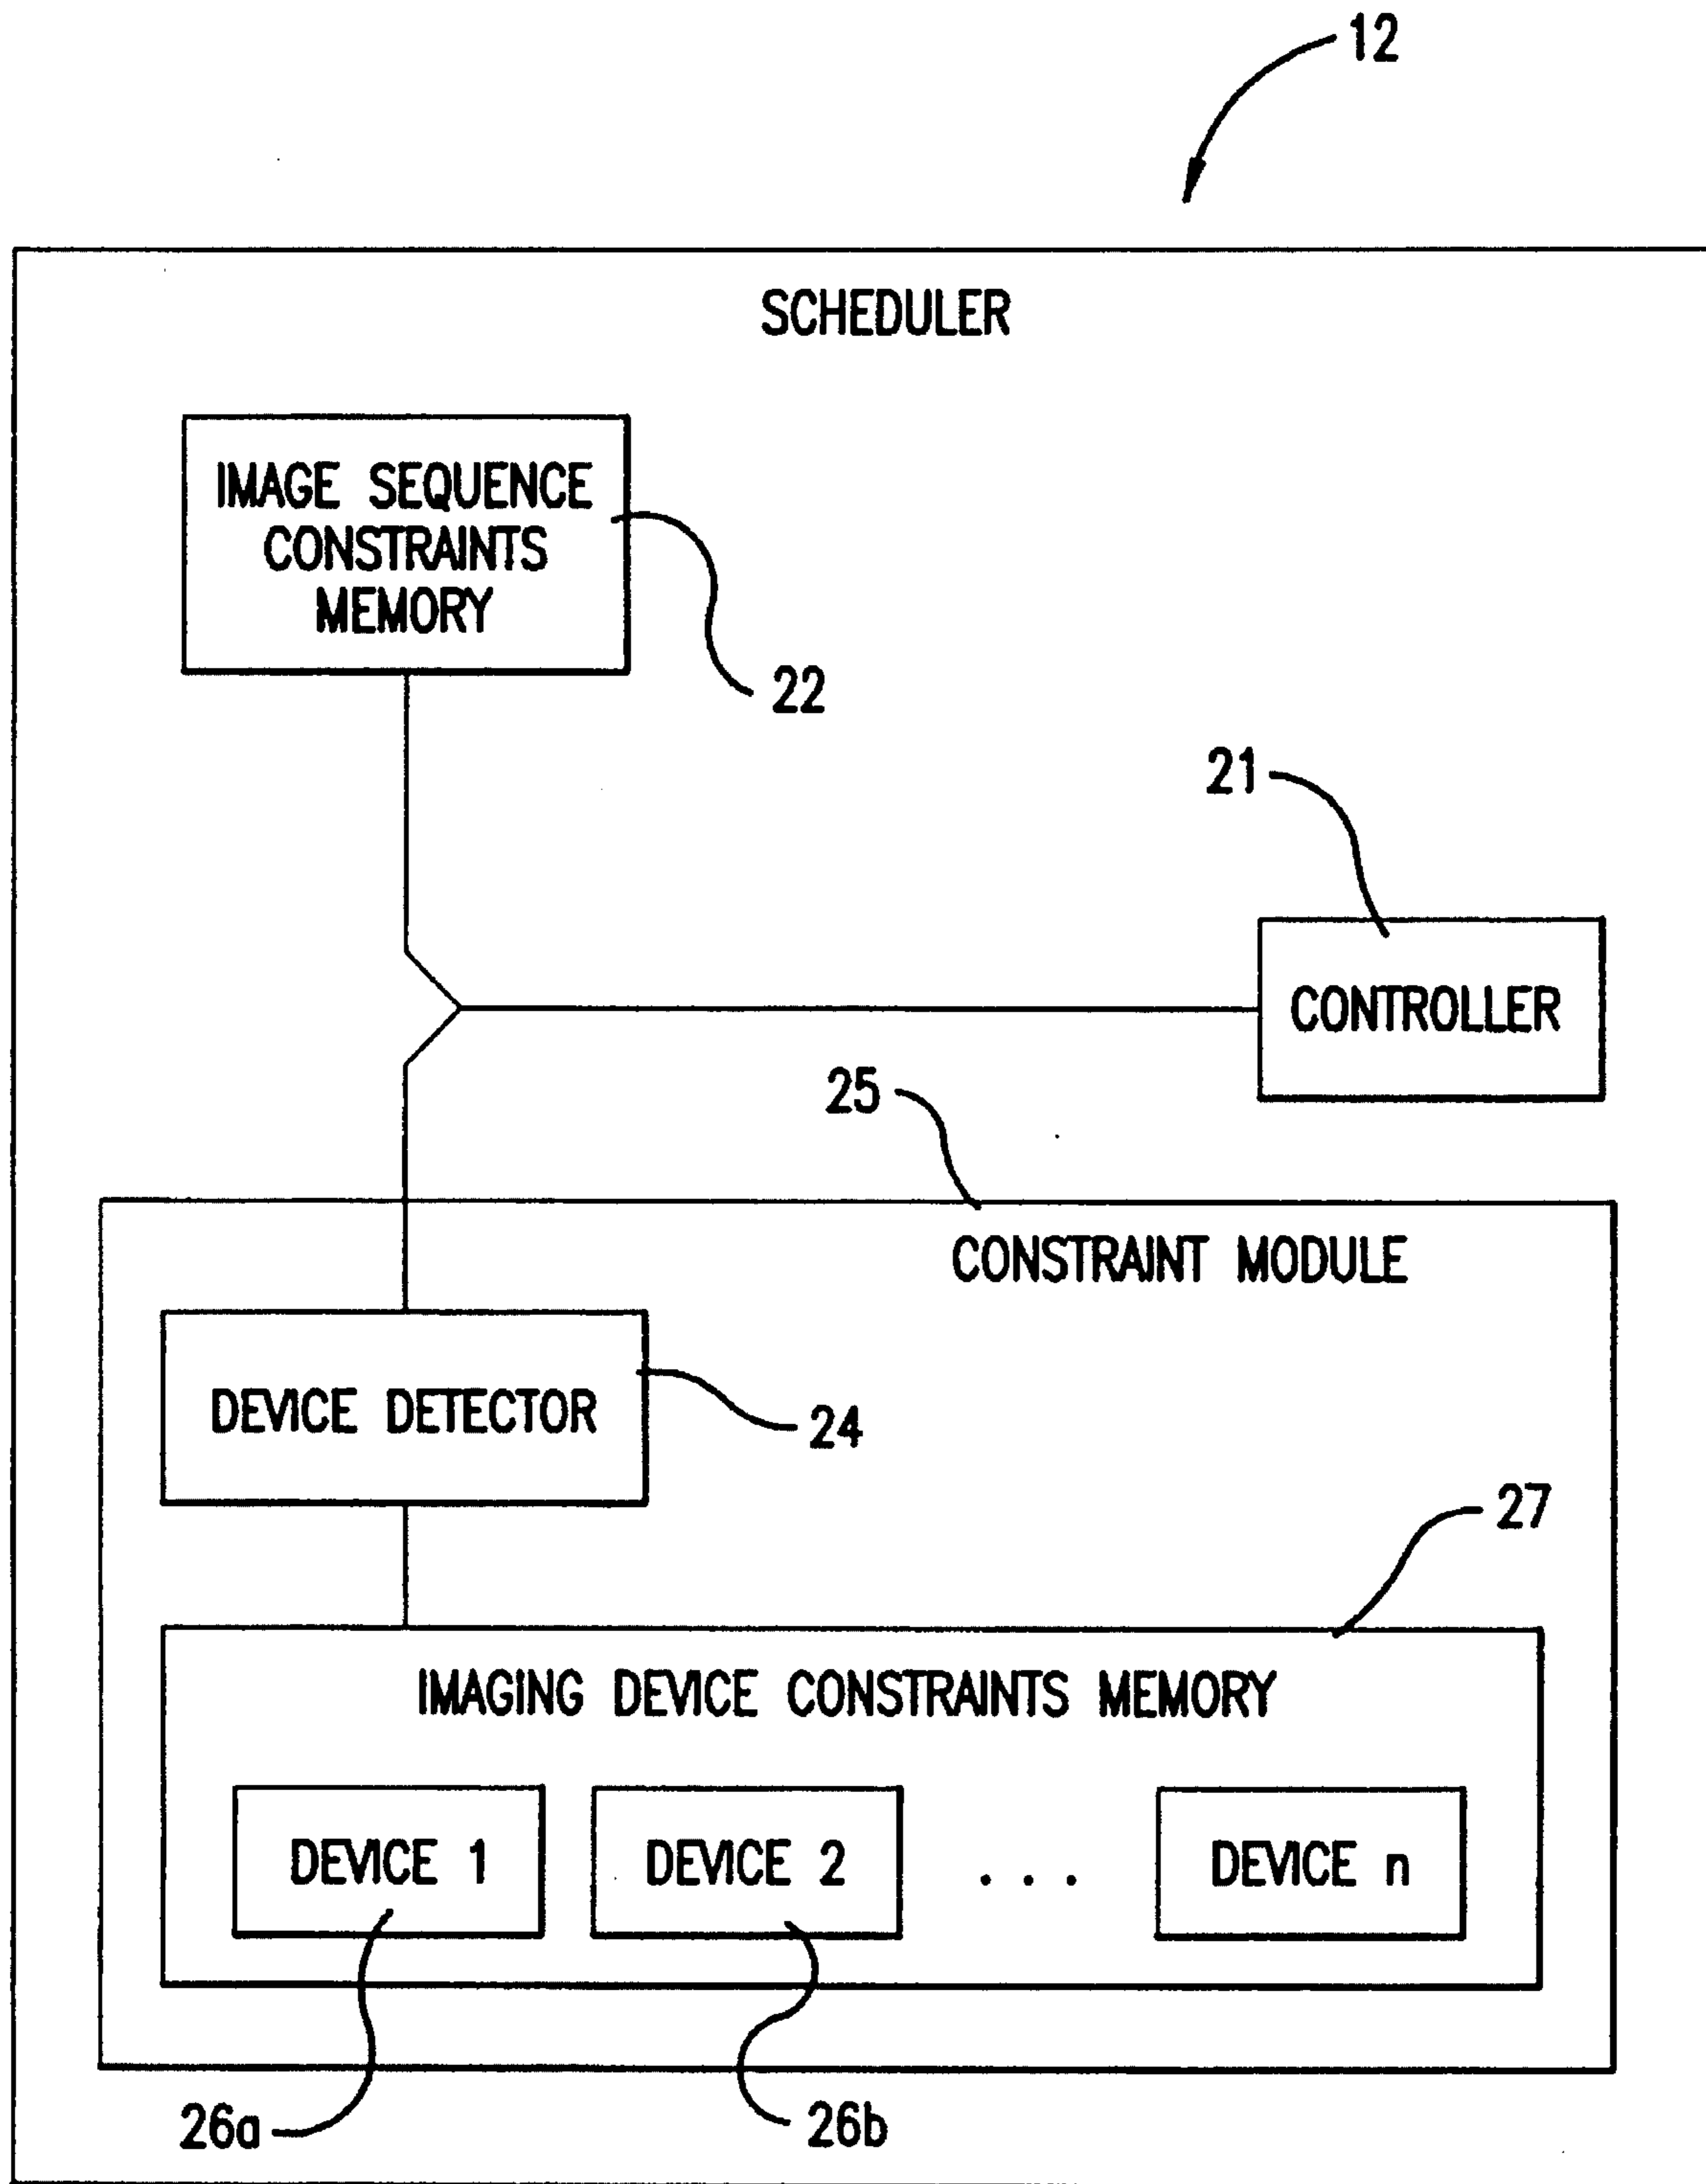 12
SCHEDULER
IMAGE SEQUENCE
CONSTRAINTS
MEMORY
22
21
CONTROLLER
25
CONSTRAINT MODULE
DEVICE DETECTOR
24
27
IMAGING DEVICE CONSTRAINTS MEMORY
DEVICE 1
DEVICE 2
. . .
DEVICE n
26a
26b